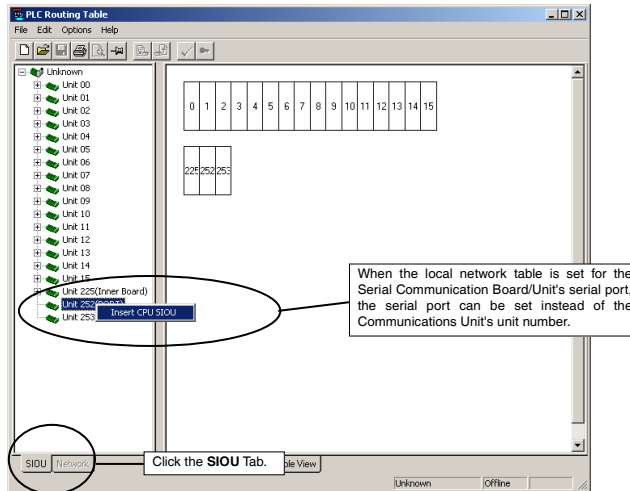 PLC Routing Table
File Edit Options Help
Unknown
Unit 00
Unit 01
Unit 02
Unit 03
Unit 04
Unit 05
Unit 06
Unit 07
Unit 08
Unit 09
Unit 10
Unit 11
Unit 12
Unit 13
Unit 14
Unit 15
Unit 225(Inner Board)
Unit 252
Insert CPU SIOU
Unit 253
0 1 2 3 4 5 6 7 8 9 10 11 12 13 14 15
225 252 253
When the local network table is set for the
Serial Communication Board/Unit's serial port,
the serial port can be set instead of the
Communications Unit's unit number.
SIOU Network
Click the SIOU Tab.
ble View
Unknown Offline